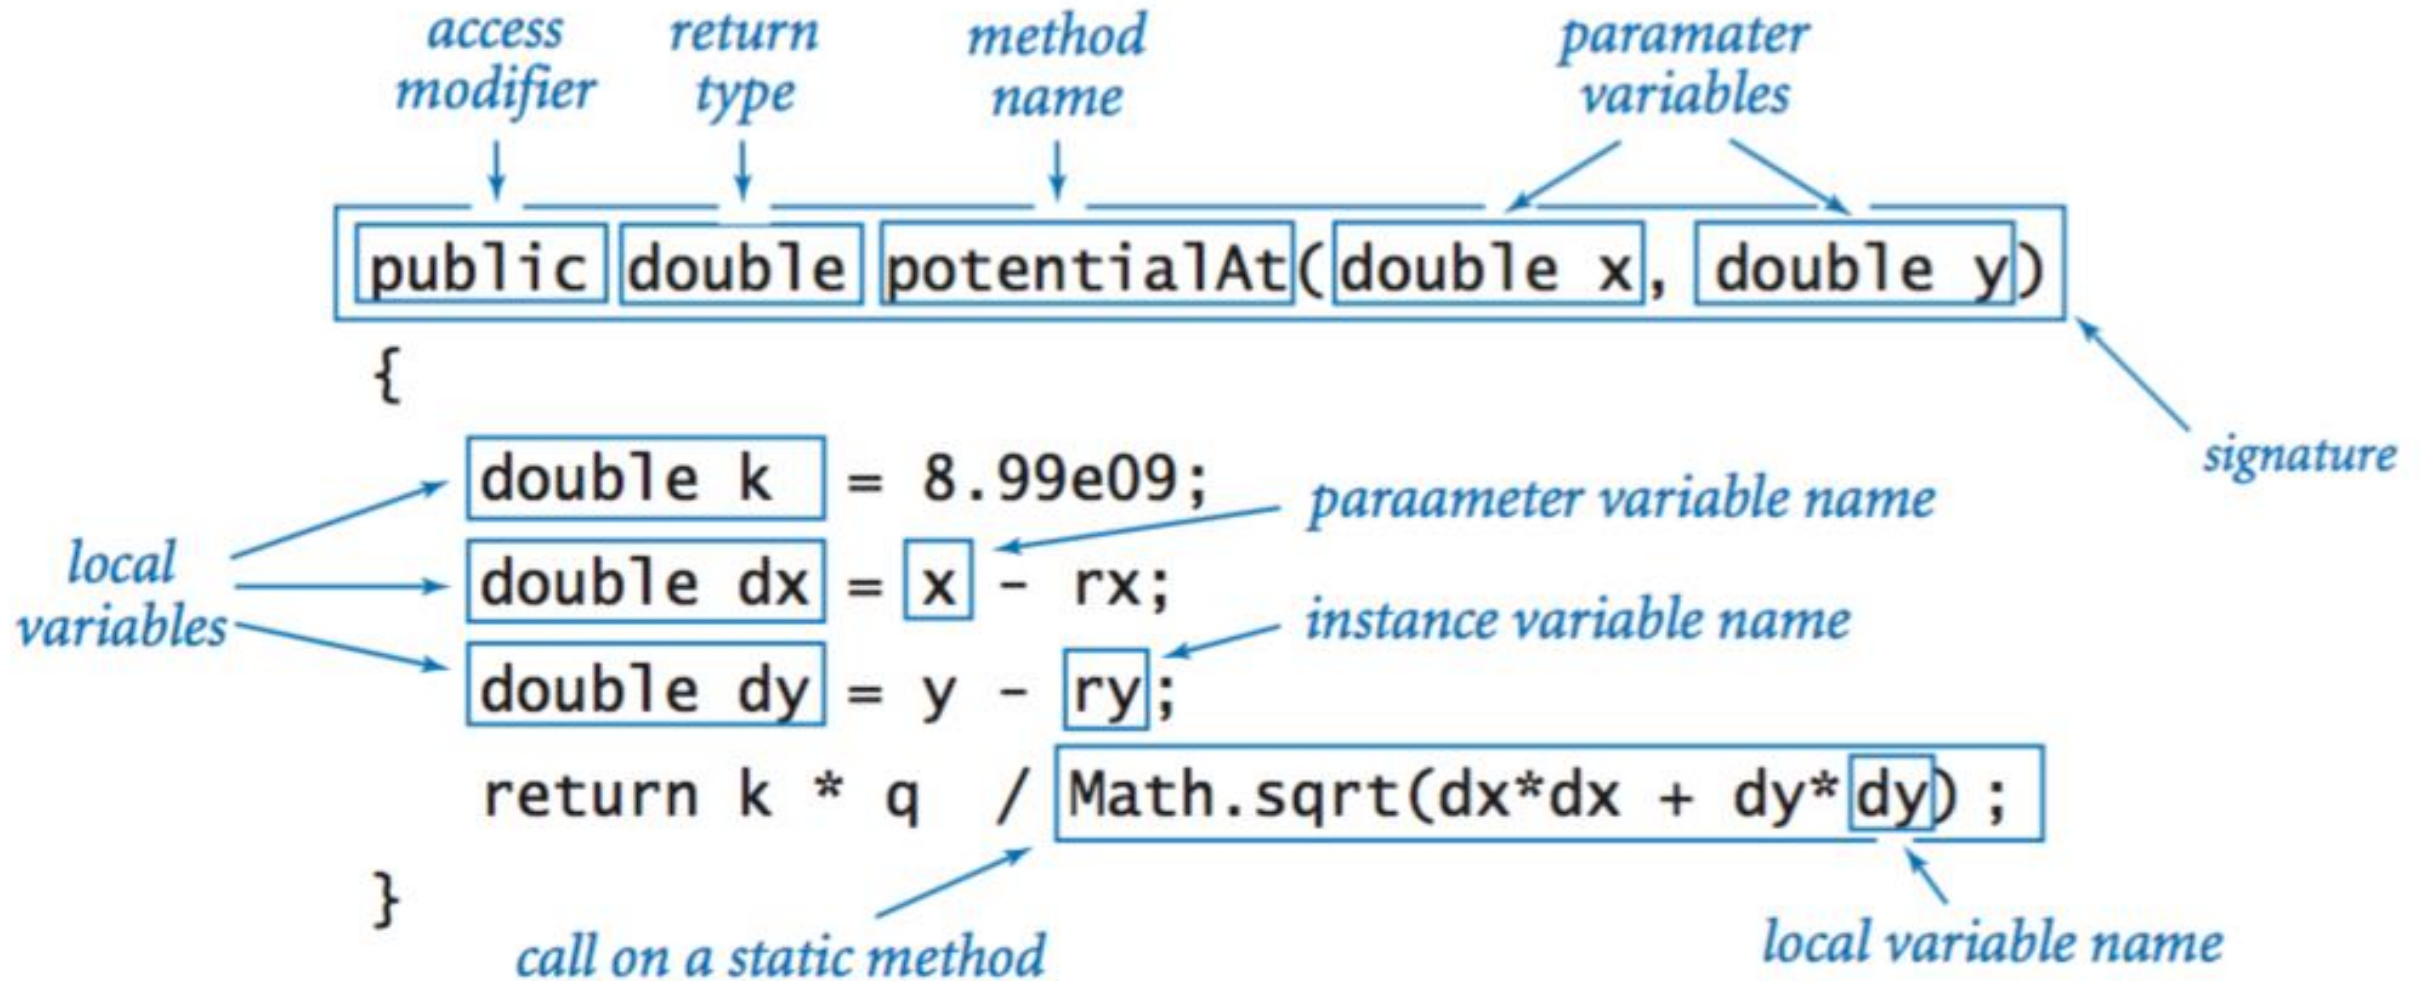 access
modifier
return
type
method
name
paramater
variables
public double potentialAt(double x, double y)
signature
{
double k = 8.99e09;
paraameter variable name
local
variables
double dx = x - rx;
instance variable name
double dy = y - ry;
return k * q / Math.sqrt(dx*dx + dy*dy) ;
}
call on a static method
local variable name